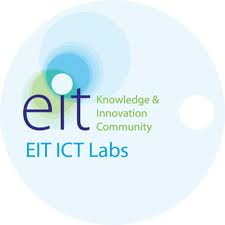 eit Knowledge &
Innovation
Community
EIT ICT Labs